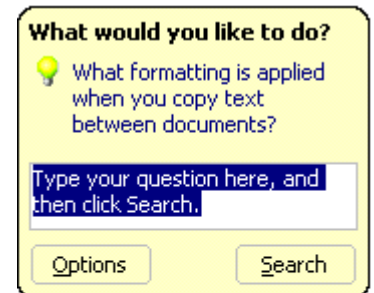 What would you like to do?
What formatting is applied
when you copy text
between documents?
Type your question here, and
then click Search.
Options
Search